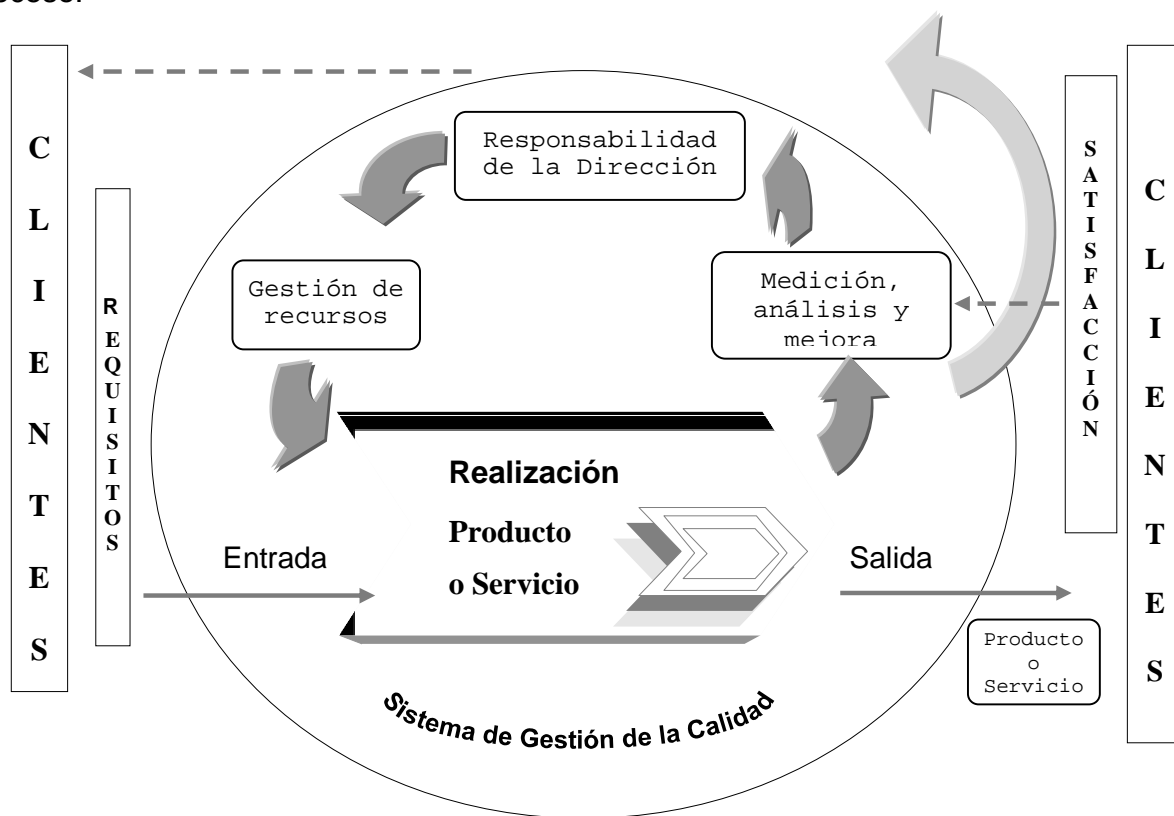 CLIENTES
REQUISITOS
Responsabilidad
de la Dirección
Gestión de
recursos
Medición,
análisis y
mejora
SATISFACCCIÓN
CLIENTES
Realización
Producto
o Servicio
Entrada
Salida
Producto
o
Servicio
Sistema de Gestión de la Calidad